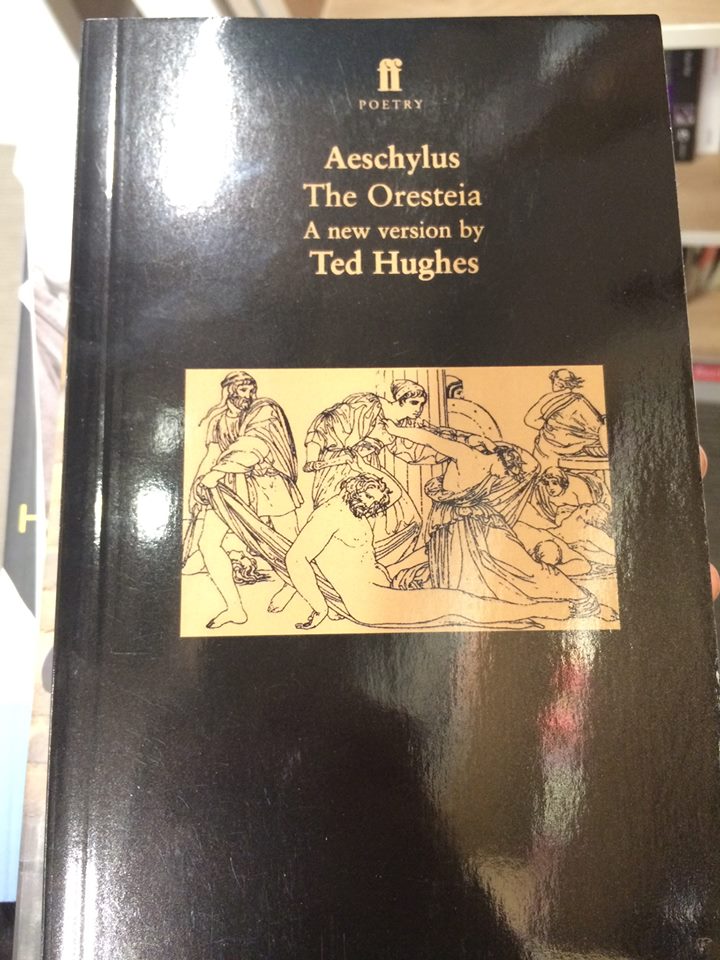 ff
POETRY
Aeschylus
The Oresteia
A new version by
Ted Hughes